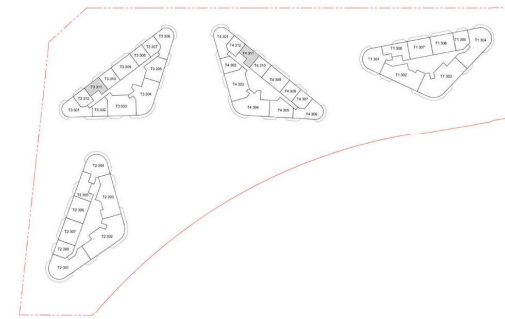 T3 308
T3 307
T3 306
T3 305
T3 309
T3 310
T3 311
T3 312
T3 301
T3 302
T3 303
T3 304
T4 301
T4 312
T4 311
T4 302
T4 310
T4 303
T4 309
T4 308
T4 307
T4 304
T4 305
T4 306
T1 301
T1 308
T1 307
T1 306
T1 305
T1 304
T1 302
T1 303
T2 304
T2 305
T2 303
T2 306
T2 307
T2 302
T2 308
T2 301